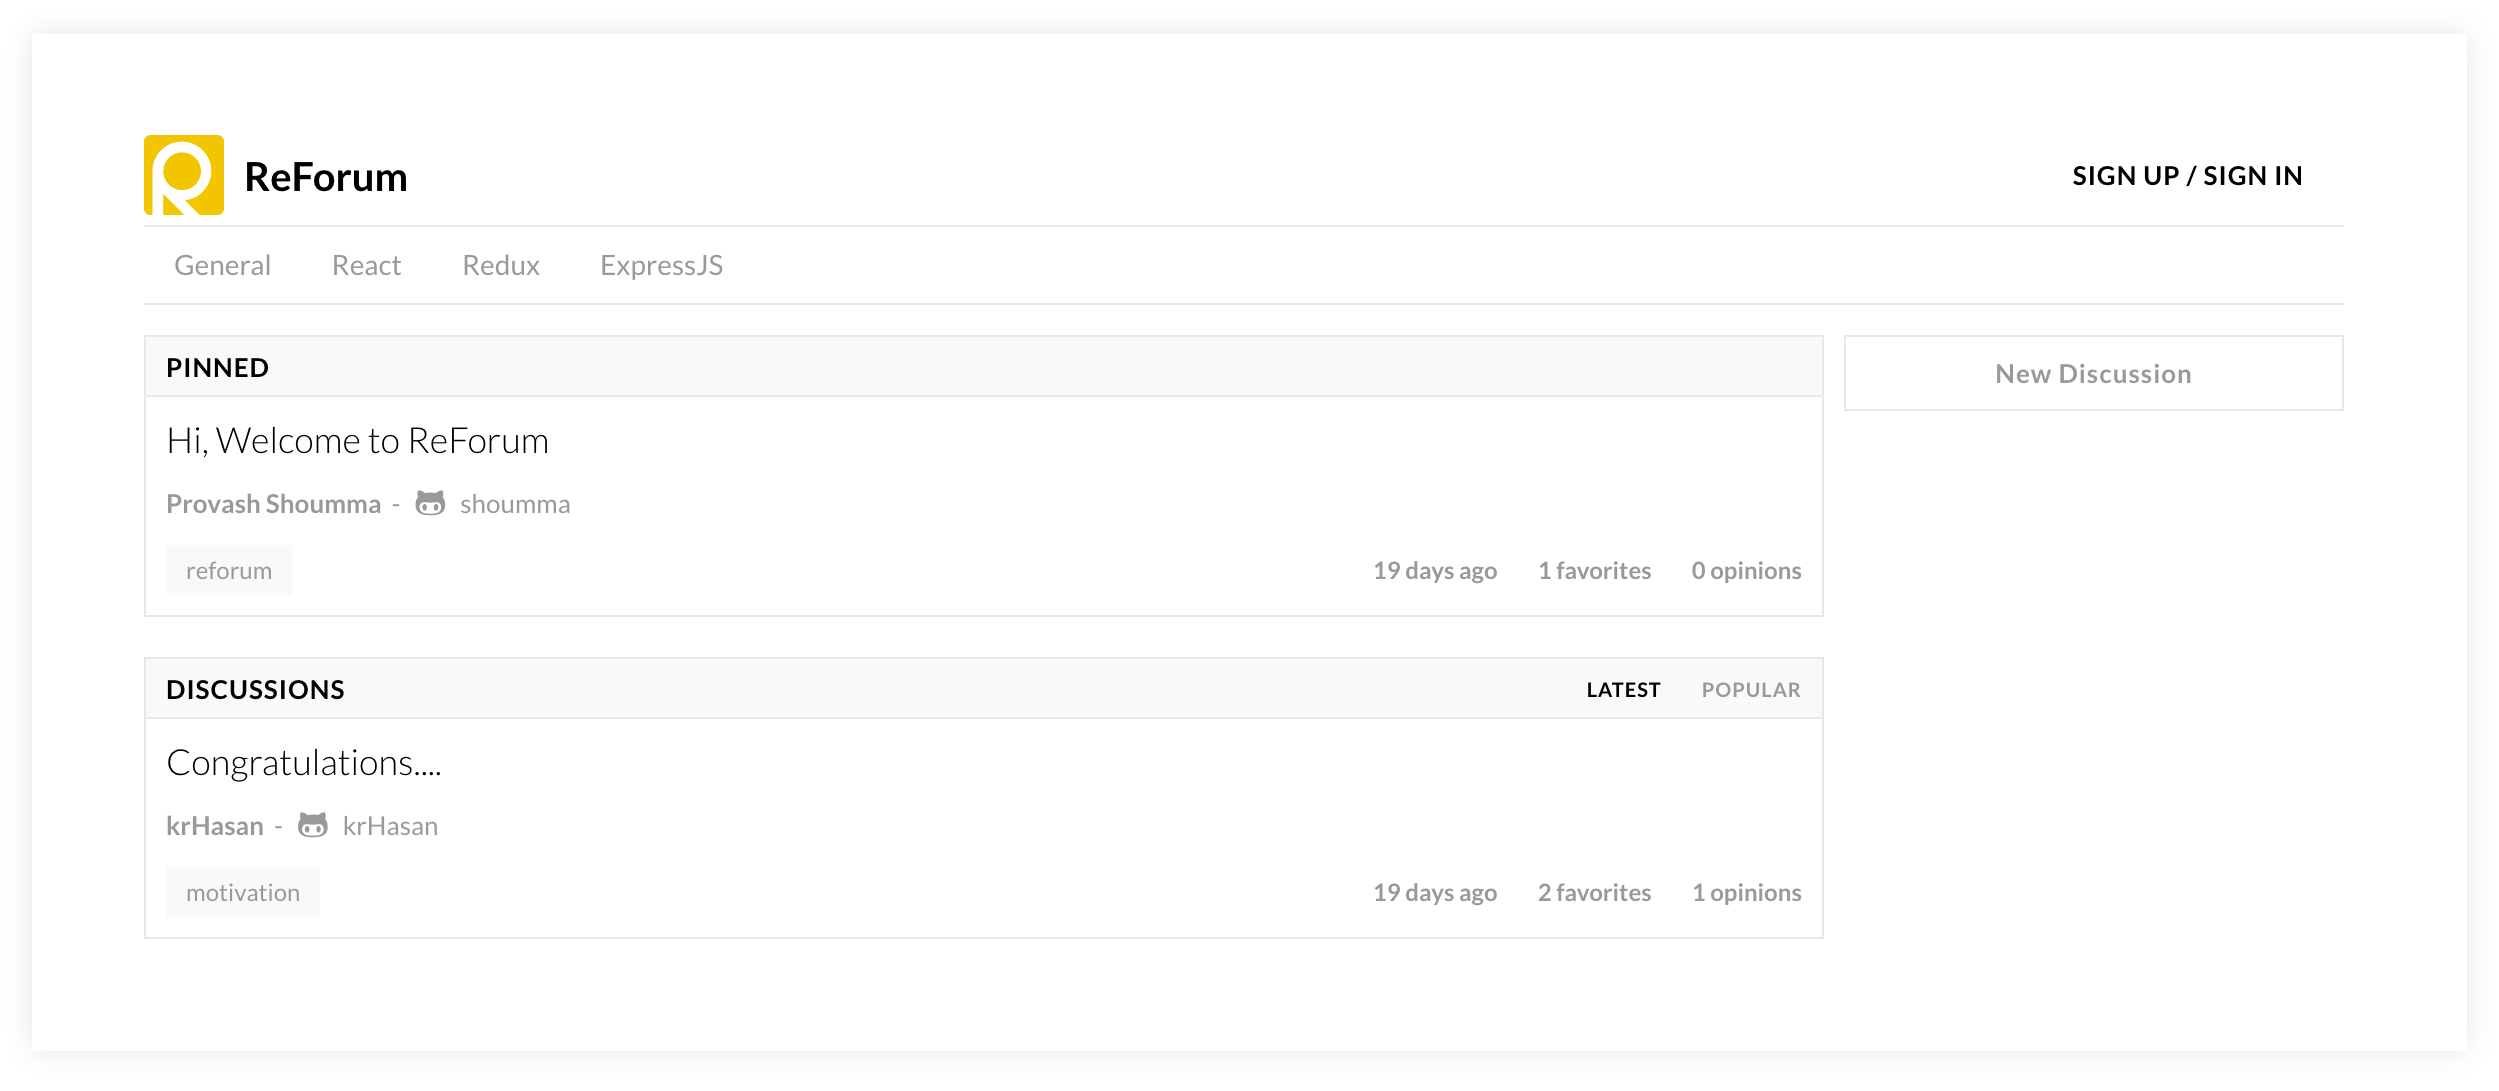 ReForum
SIGN UP / SIGN IN
General React Redux ExpressJS
PINNED
New Discussion
Hi, Welcome to ReForum
Provash Shoumma - shoumma
reforum
19 days ago 1 favorites 0 opinions
DISCUSSIONS
LATEST POPULAR
Congratulations....
krHasan - krHasan
motivation
19 days ago 2 favorites 1 opinions